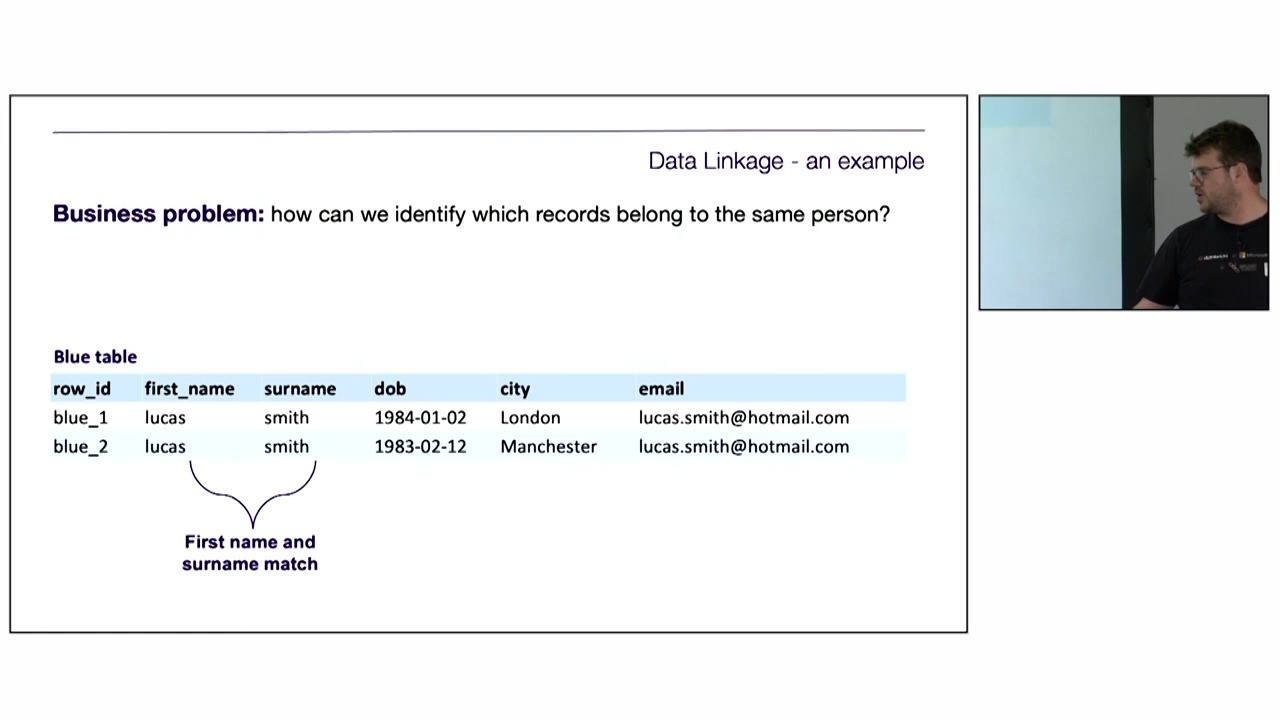 Data Linkage - an example
Business problem: how can we identify which records belong to the same person?
Blue table
row_id first_name surname dob city email
blue_1 lucas smith 1984-01-02 London lucas.smith@hotmail.com
blue_2 lucas smith 1983-02-12 Manchester lucas.smith@hotmail.com
First name and
surname match